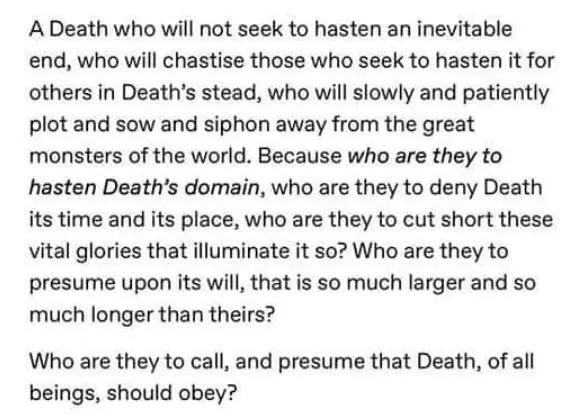 A Death who will not seek to hasten an inevitable
end, who will chastise those who seek to hasten it for
others in Death's stead, who will slowly and patiently
plot and sow and siphon away from the great
monsters of the world. Because who are they to
hasten Death's domain, who are they to deny Death
its time and its place, who are they to cut short these
vital glories that illuminate it so? Who are they to
presume upon its will, that is so much larger and so
much longer than theirs?
Who are they to call, and presume that Death, of all
beings, should obey?